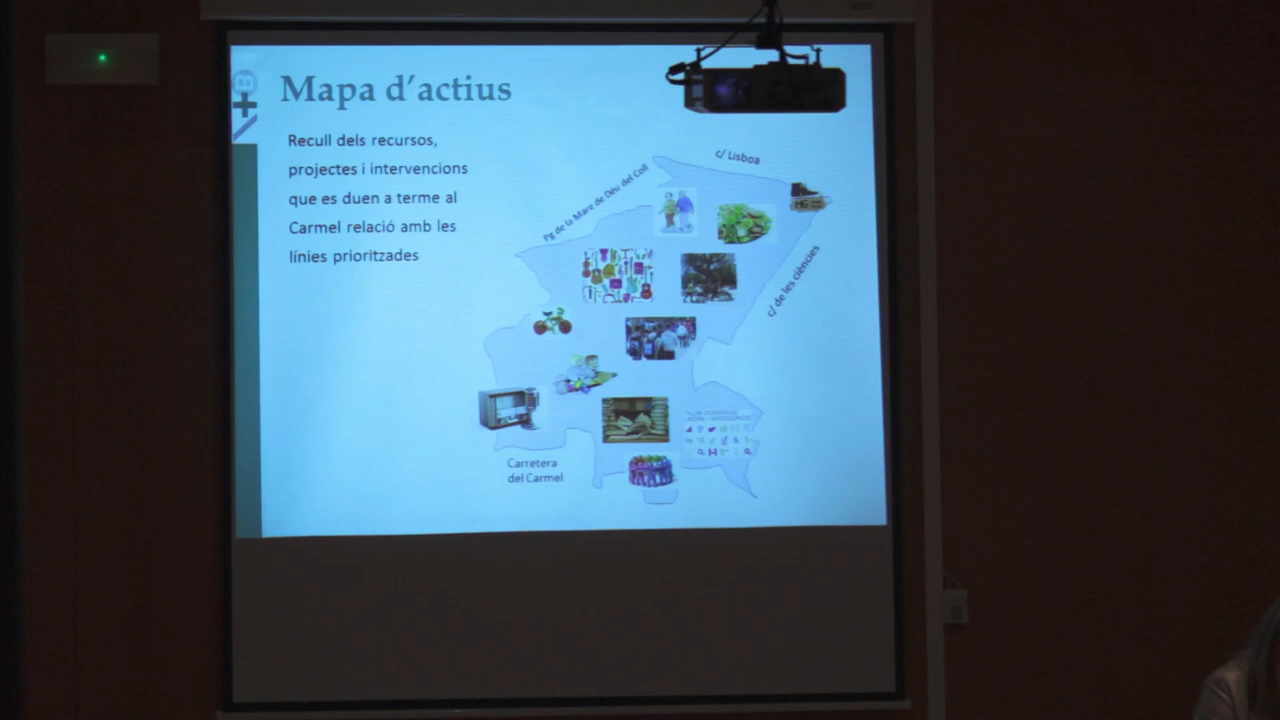 Mapa d'actius
Recull dels recursos,
projectes i intervencions
que es duen a terme al
Carmel relació amb les
línies prioritzades
c/ Lisboa
Pg de la Mare de Déu del Coll
c/ de les ciències
Carretera
del Carmel